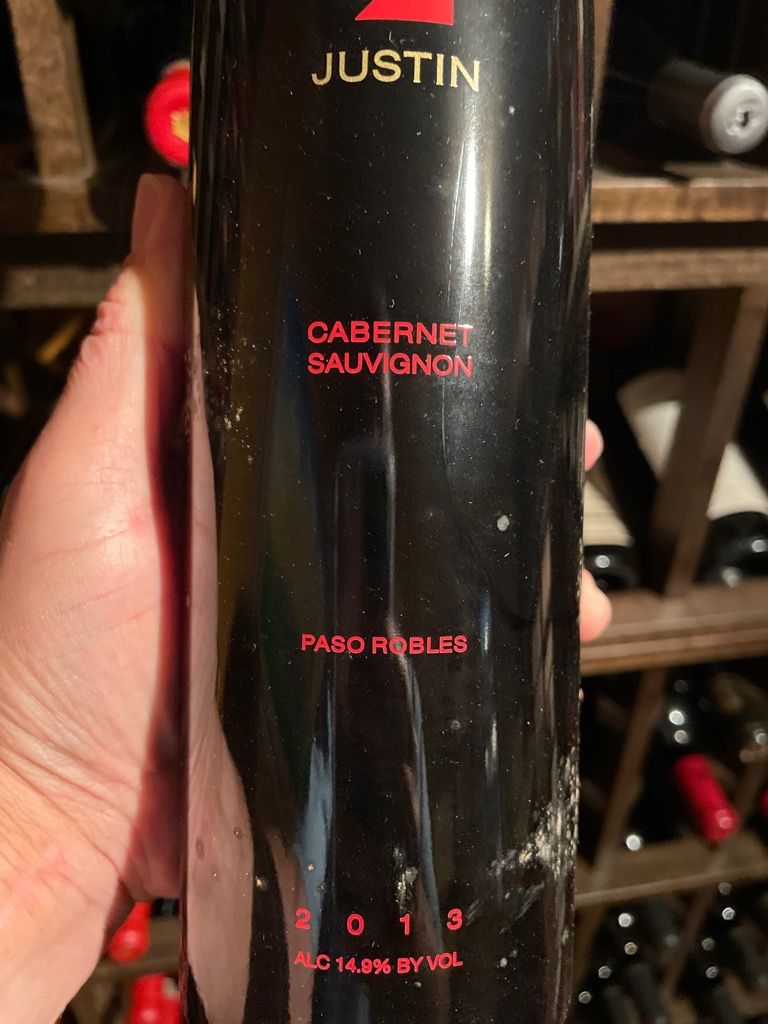 JUSTIN
CABERNET
SAUVIGNON
PASO ROBLES
2013
ALC 14.9% BY VOL